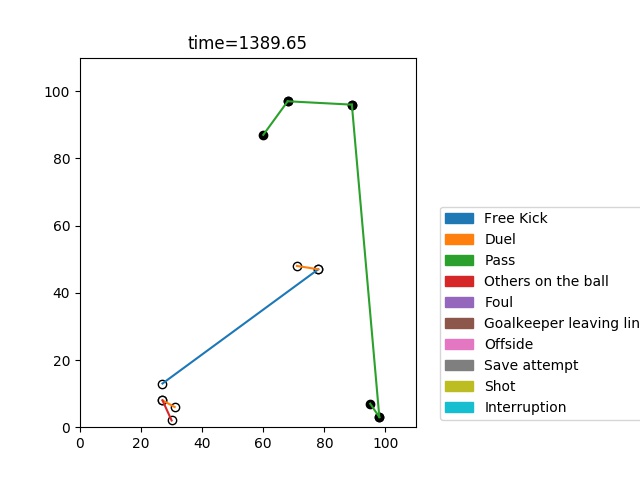 time=1389.65
100
80
60
40
20
0
0 20 40 60 80 100
Free Kick
Duel
Pass
Others on the ball
Foul
Goalkeeper leaving lin
Offside
Save attempt
Shot
Interruption